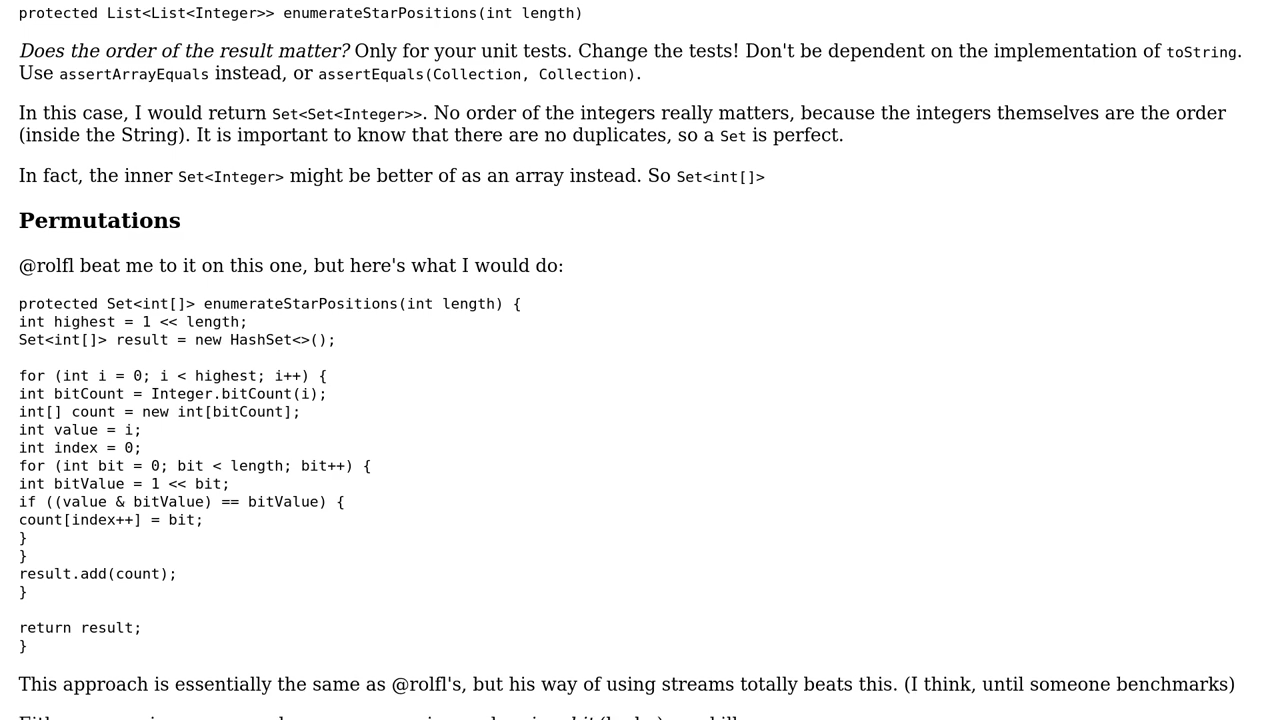 protected List<List<Integer>> enumerateStarPositions(int length)
Does the order of the result matter? Only for your unit tests. Change the tests! Don't be dependent on the implementation of toString.
Use assertArrayEquals instead, or assertEquals(Collection, Collection).
In this case, I would return Set<Set<Integer>>. No order of the integers really matters, because the integers themselves are the order
(inside the String). It is important to know that there are no duplicates, so a Set is perfect.
In fact, the inner Set<Integer> might be better of as an array instead. So Set<int[]>
Permutations
@rolfl beat me to it on this one, but here's what I would do:
protected Set<int[]> enumerateStarPositions(int length) {
int highest = 1 << length;
Set<int[]> result = new HashSet<>();
for (int i = 0; i < highest; i++) {
int bitCount = Integer.bitCount(i);
int[] count = new int[bitCount];
int value = i;
int index = 0;
for (int bit = 0; bit < length; bit++) {
int bitValue = 1 << bit;
if ((value & bitValue) == bitValue) {
count[index++] = bit;
}
}
result.add(count);
}
return result;
}
This approach is essentially the same as @rolfl's, but his way of using streams totally beats this. (I think, until someone benchmarks)